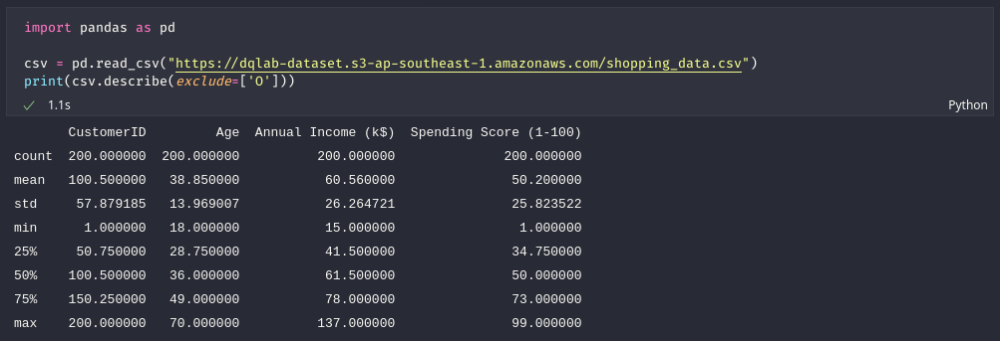 import pandas as pd
csv = pd.read_csv("https://dqlab-dataset.s3-ap-southeast-1.amazonaws.com/shopping_data.csv")
print(csv.describe(exclude=['O']))
✓ 1.1s Python
CustomerID Age Annual Income (k$) Spending Score (1-100)
count 200.000000 200.000000 200.000000 200.000000
mean 100.500000 38.850000 60.560000 50.200000
std 57.879185 13.969007 26.264721 25.823522
min 1.000000 18.000000 15.000000 1.000000
25% 50.750000 28.750000 41.500000 34.750000
50% 100.500000 36.000000 61.500000 50.000000
75% 150.250000 49.000000 78.000000 73.000000
max 200.000000 70.000000 137.000000 99.000000